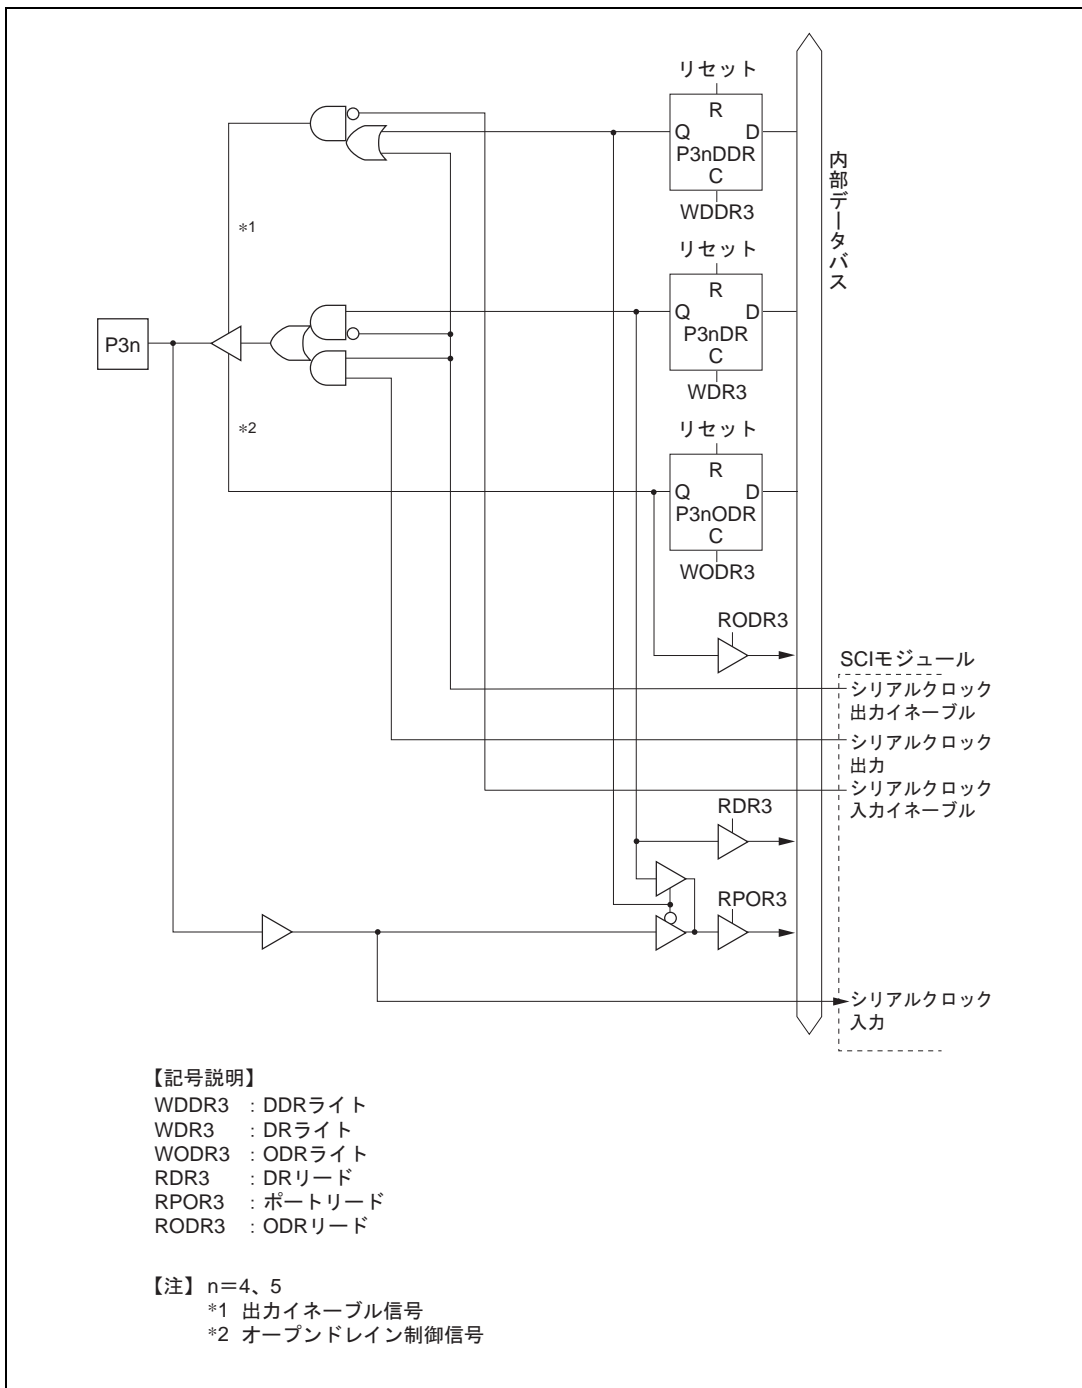 リセット
R
Q D
P3nDDR
C
WDDR3
内部データバス
*1
リセット
R
Q D
P3nDR
C
WDR3
P3n
*2
リセット
R
Q D
P3nODR
C
WODR3
RODR3
SCIモジュール
シリアルクロック
出力イネーブル
シリアルクロック
出力
シリアルクロック
入力イネーブル
RDR3
RPOR3
シリアルクロック
入力
【記号説明】
WDDR3 : DDRライト
WDR3 : DRライト
WODR3 : ODRライト
RDR3 : DRリード
RPOR3 : ポートリード
RODR3 : ODRリード
【注】 n=4、5
*1 出力イネーブル信号
*2 オープンドレイン制御信号